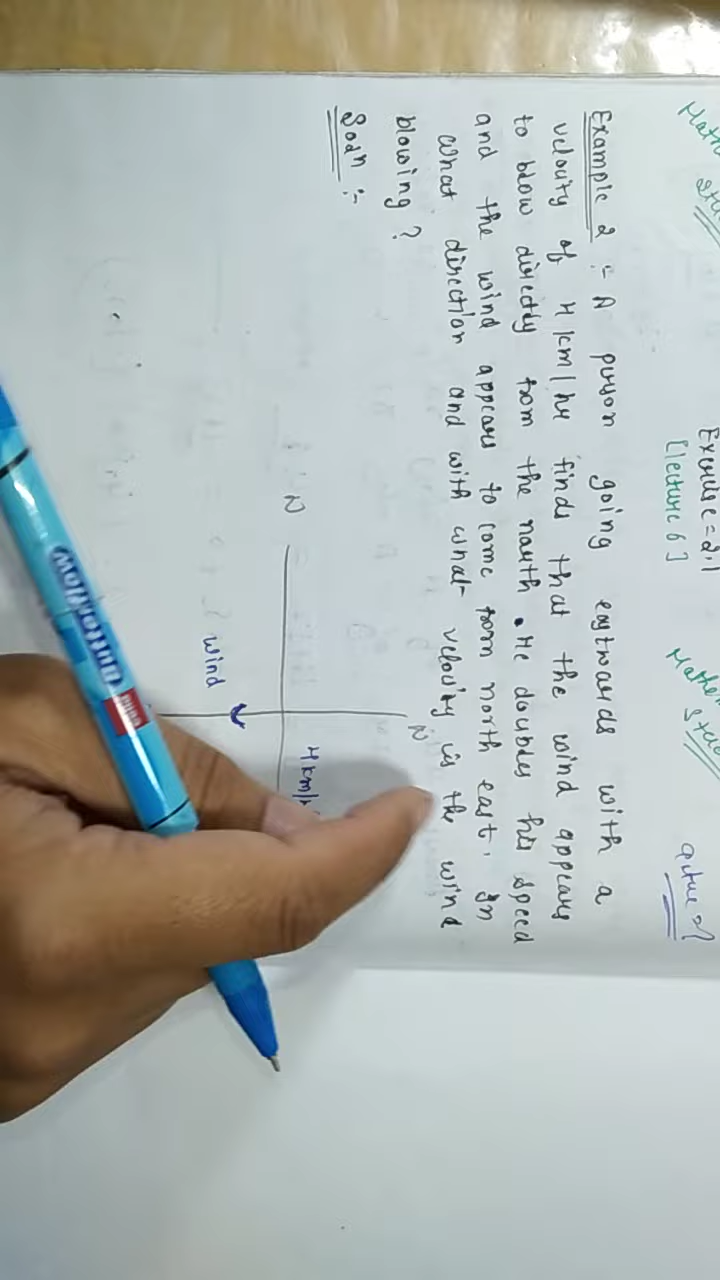 Exercise = 2.1
[lecture 6]
Example 2 :- A person going eastwards with a
velocity of 4 km/hr finds that the wind appears
to blow directly from the north. He doubles his speed
and the wind appears to come from north east. In
what direction and with what velocity is the wind
blowing ?
Soln :-
N
4 km/h
wind
N
Butterflow